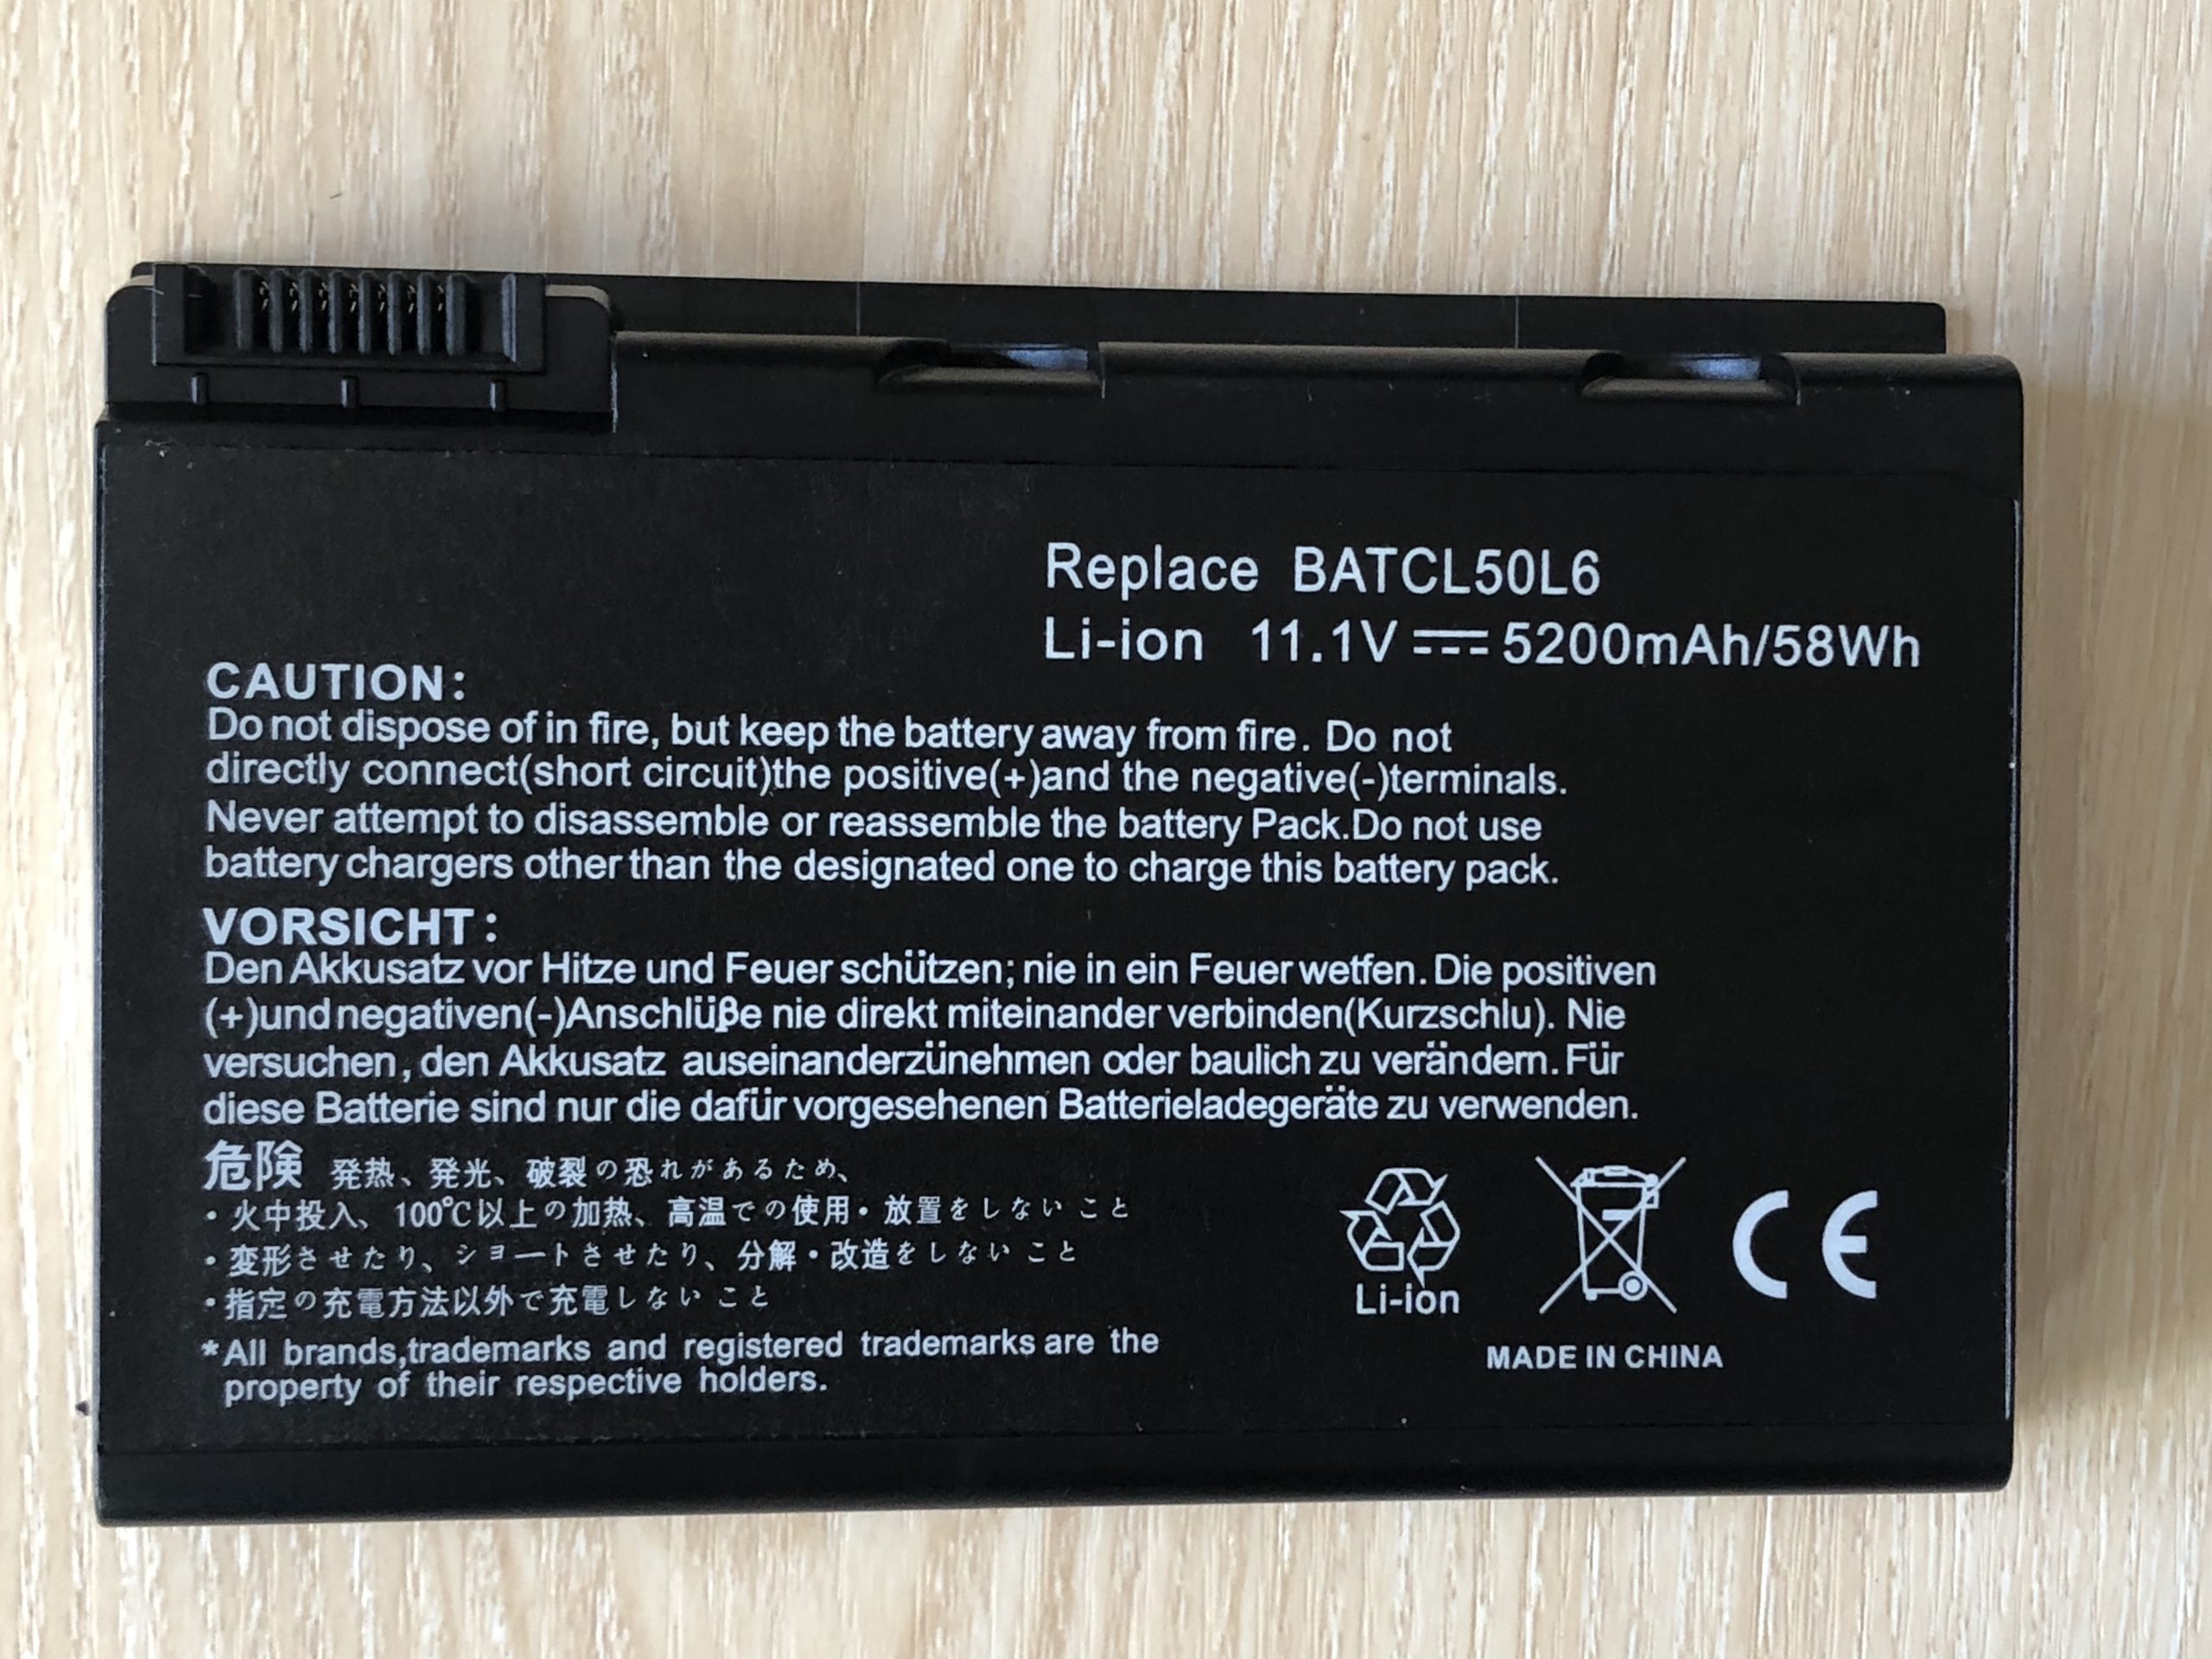 Replace BATCL50L6
Li-ion 11.1V ⎓ 5200mAh/58Wh
CAUTION:
Do not dispose of in fire, but keep the battery away from fire. Do not
directly connect(short circuit)the positive(+)and the negative(-)terminals.
Never attempt to disassemble or reassemble the battery Pack.Do not use
battery chargers other than the designated one to charge this battery pack.
VORSICHT:
Den Akkusatz vor Hitze und Feuer schützen; nie in ein Feuer wetfen. Die positiven
(+)und negativen(-)Anschlüβe nie direkt miteinander verbinden(Kurzschlu). Nie
versuchen, den Akkusatz auseinanderzünehmen oder baulich zu verändern. Für
diese Batterie sind nur die dafür vorgesehenen Batterieladegeräte zu verwenden.
危険 発熱、発光、破裂の恐れがあるため、
・火中投入、100℃以上の加熱、高温での使用・放置をしないこと
・変形させたり、ショートさせたり、分解・改造をしないこと
・指定の充電方法以外で充電しないこと
*All brands,trademarks and registered trademarks are the
property of their respective holders.
Li-ion
CE
MADE IN CHINA